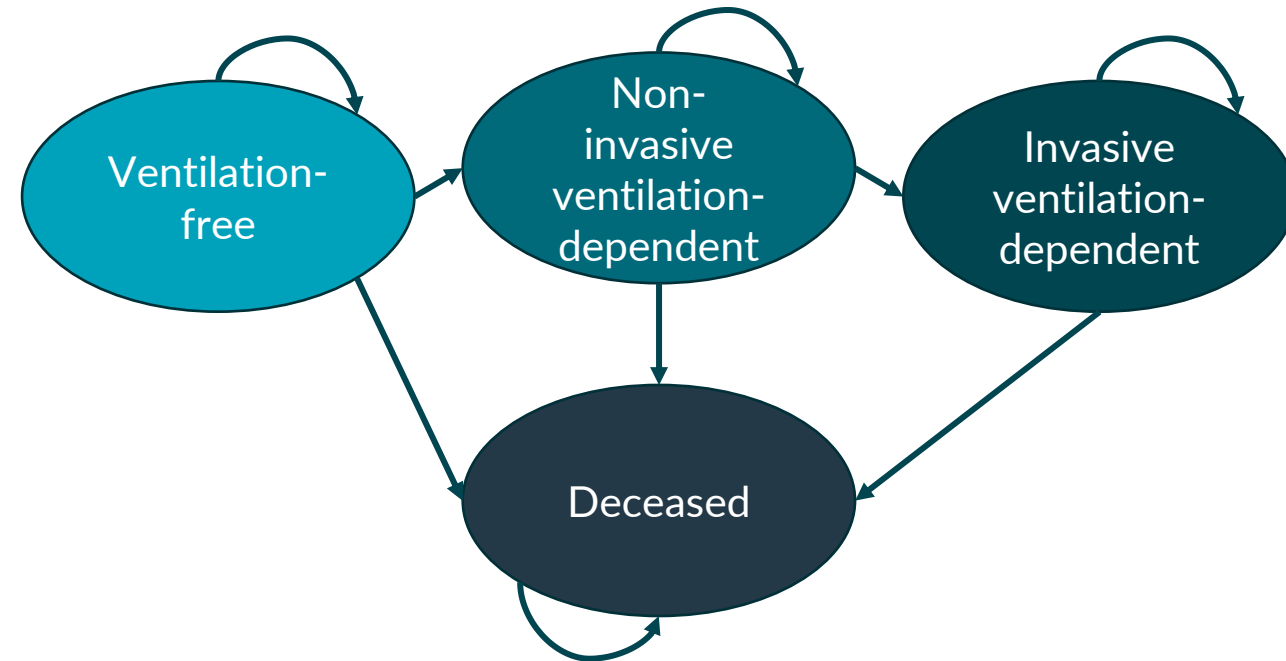 Ventilation-
free
Non-
invasive
ventilation-
dependent
Invasive
ventilation-
dependent
Deceased